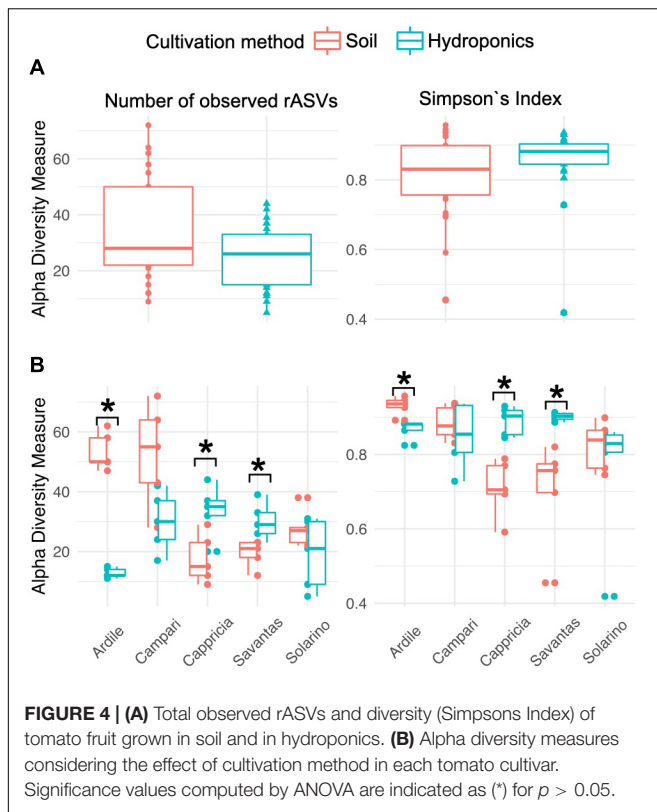 Cultivation method Soil Hydroponics
A
Number of observed rASVs
Simpson`s Index
Alpha Diversity Measure
60
40
20
0.8
0.6
0.4
B
Alpha Diversity Measure
*
*
*
60
40
20
*
*
*
0.8
0.6
0.4
Ardile
Campari
Cappricia
Savantas
Solarino
Ardile
Campari
Cappricia
Savantas
Solarino
FIGURE 4 | (A) Total observed rASVs and diversity (Simpsons Index) of
tomato fruit grown in soil and in hydroponics. (B) Alpha diversity measures
considering the effect of cultivation method in each tomato cultivar.
Significance values computed by ANOVA are indicated as (*) for p > 0.05.